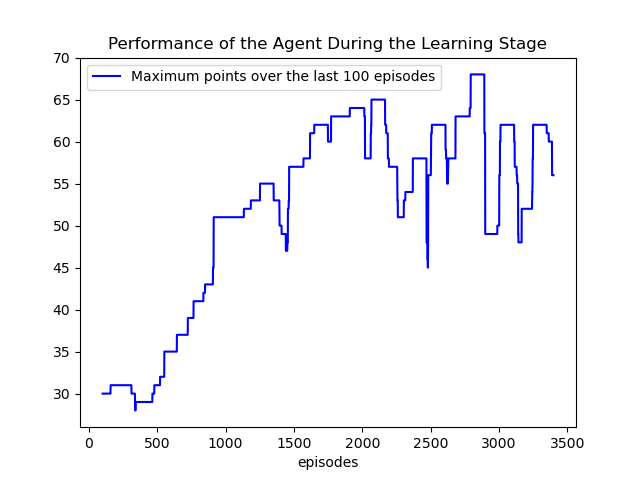 Performance of the Agent During the Learning Stage
Maximum points over the last 100 episodes
70
65
60
55
50
45
40
35
30
0 500 1000 1500 2000 2500 3000 3500
episodes